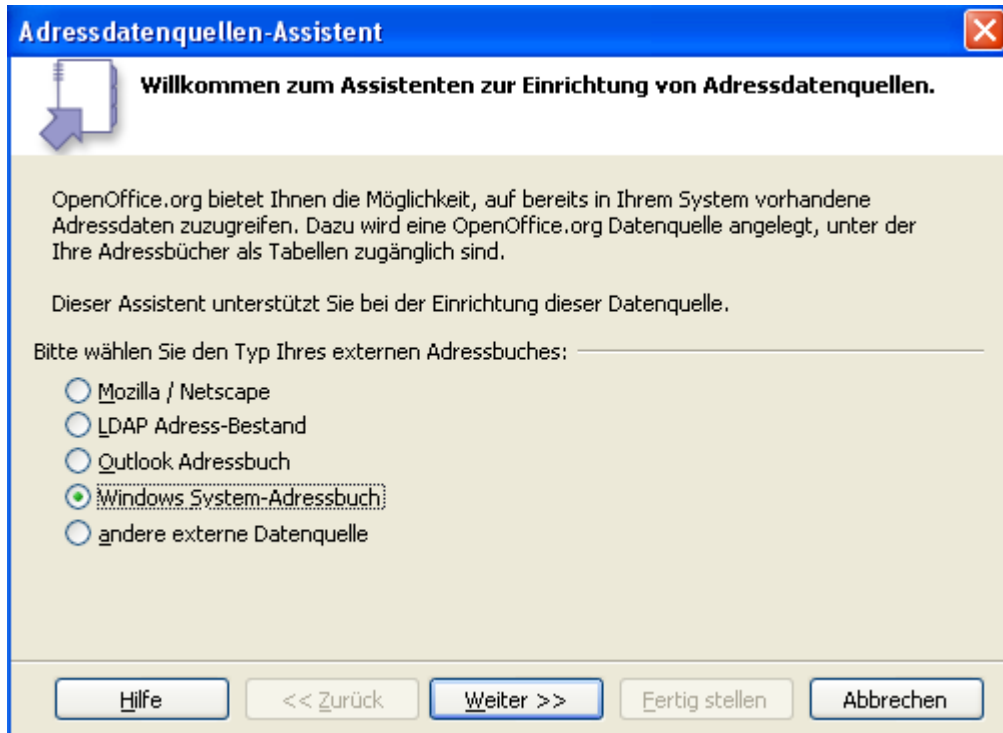 Adressdatenquellen-Assistent
Willkommen zum Assistenten zur Einrichtung von Adressdatenquellen.
OpenOffice.org bietet Ihnen die Möglichkeit, auf bereits in Ihrem System vorhandene
Adressdaten zuzugreifen. Dazu wird eine OpenOffice.org Datenquelle angelegt, unter der
Ihre Adressbücher als Tabellen zugänglich sind.
Dieser Assistent unterstützt Sie bei der Einrichtung dieser Datenquelle.
Bitte wählen Sie den Typ Ihres externen Adressbuches:
Mozilla / Netscape
LDAP Adress-Bestand
Outlook Adressbuch
Windows System-Adressbuch
andere externe Datenquelle
Hilfe
<< Zurück
Weiter >>
Fertig stellen
Abbrechen